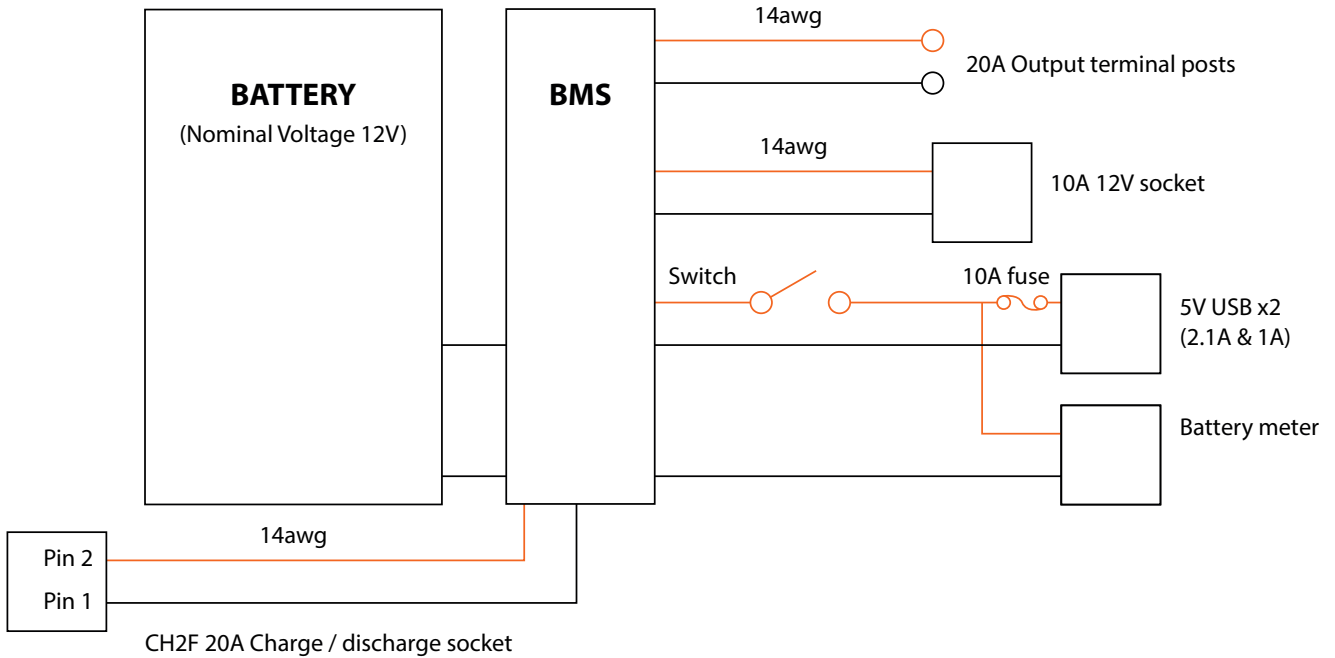 14awg
20A Output terminal posts
BATTERY
(Nominal Voltage 12V)
BMS
14awg
10A 12V socket
Switch
10A fuse
5V USB x2
(2.1A & 1A)
Battery meter
14awg
Pin 2
Pin 1
CH2F 20A Charge / discharge socket